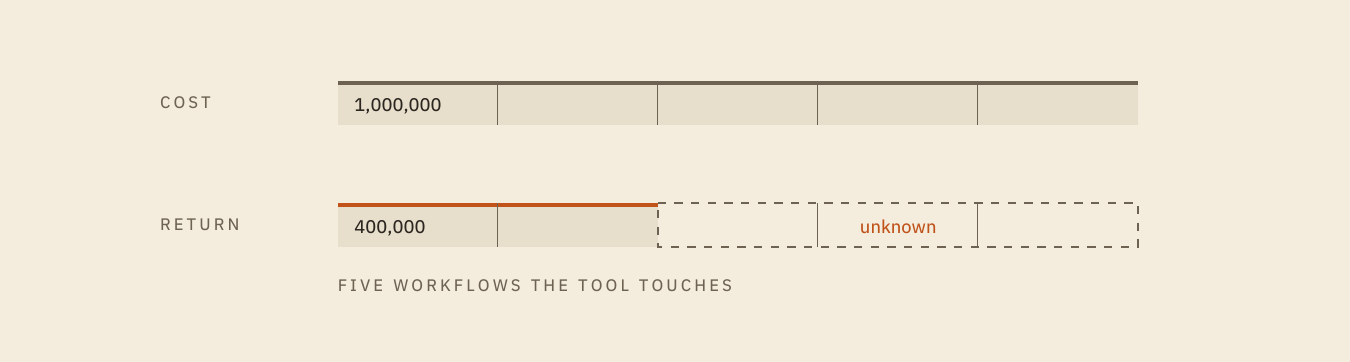 COST
1,000,000
RETURN
400,000
unknown
FIVE WORKFLOWS THE TOOL TOUCHES